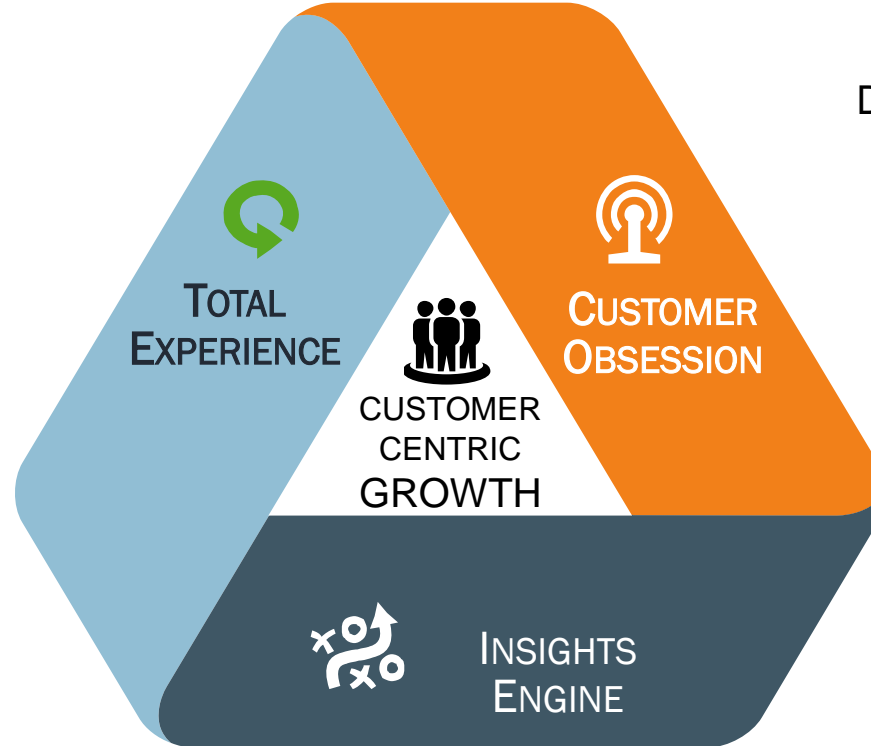 D
TOTAL
EXPERIENCE
CUSTOMER
OBSESSION
CUSTOMER
CENTRIC
GROWTH
INSIGHTS
ENGINE